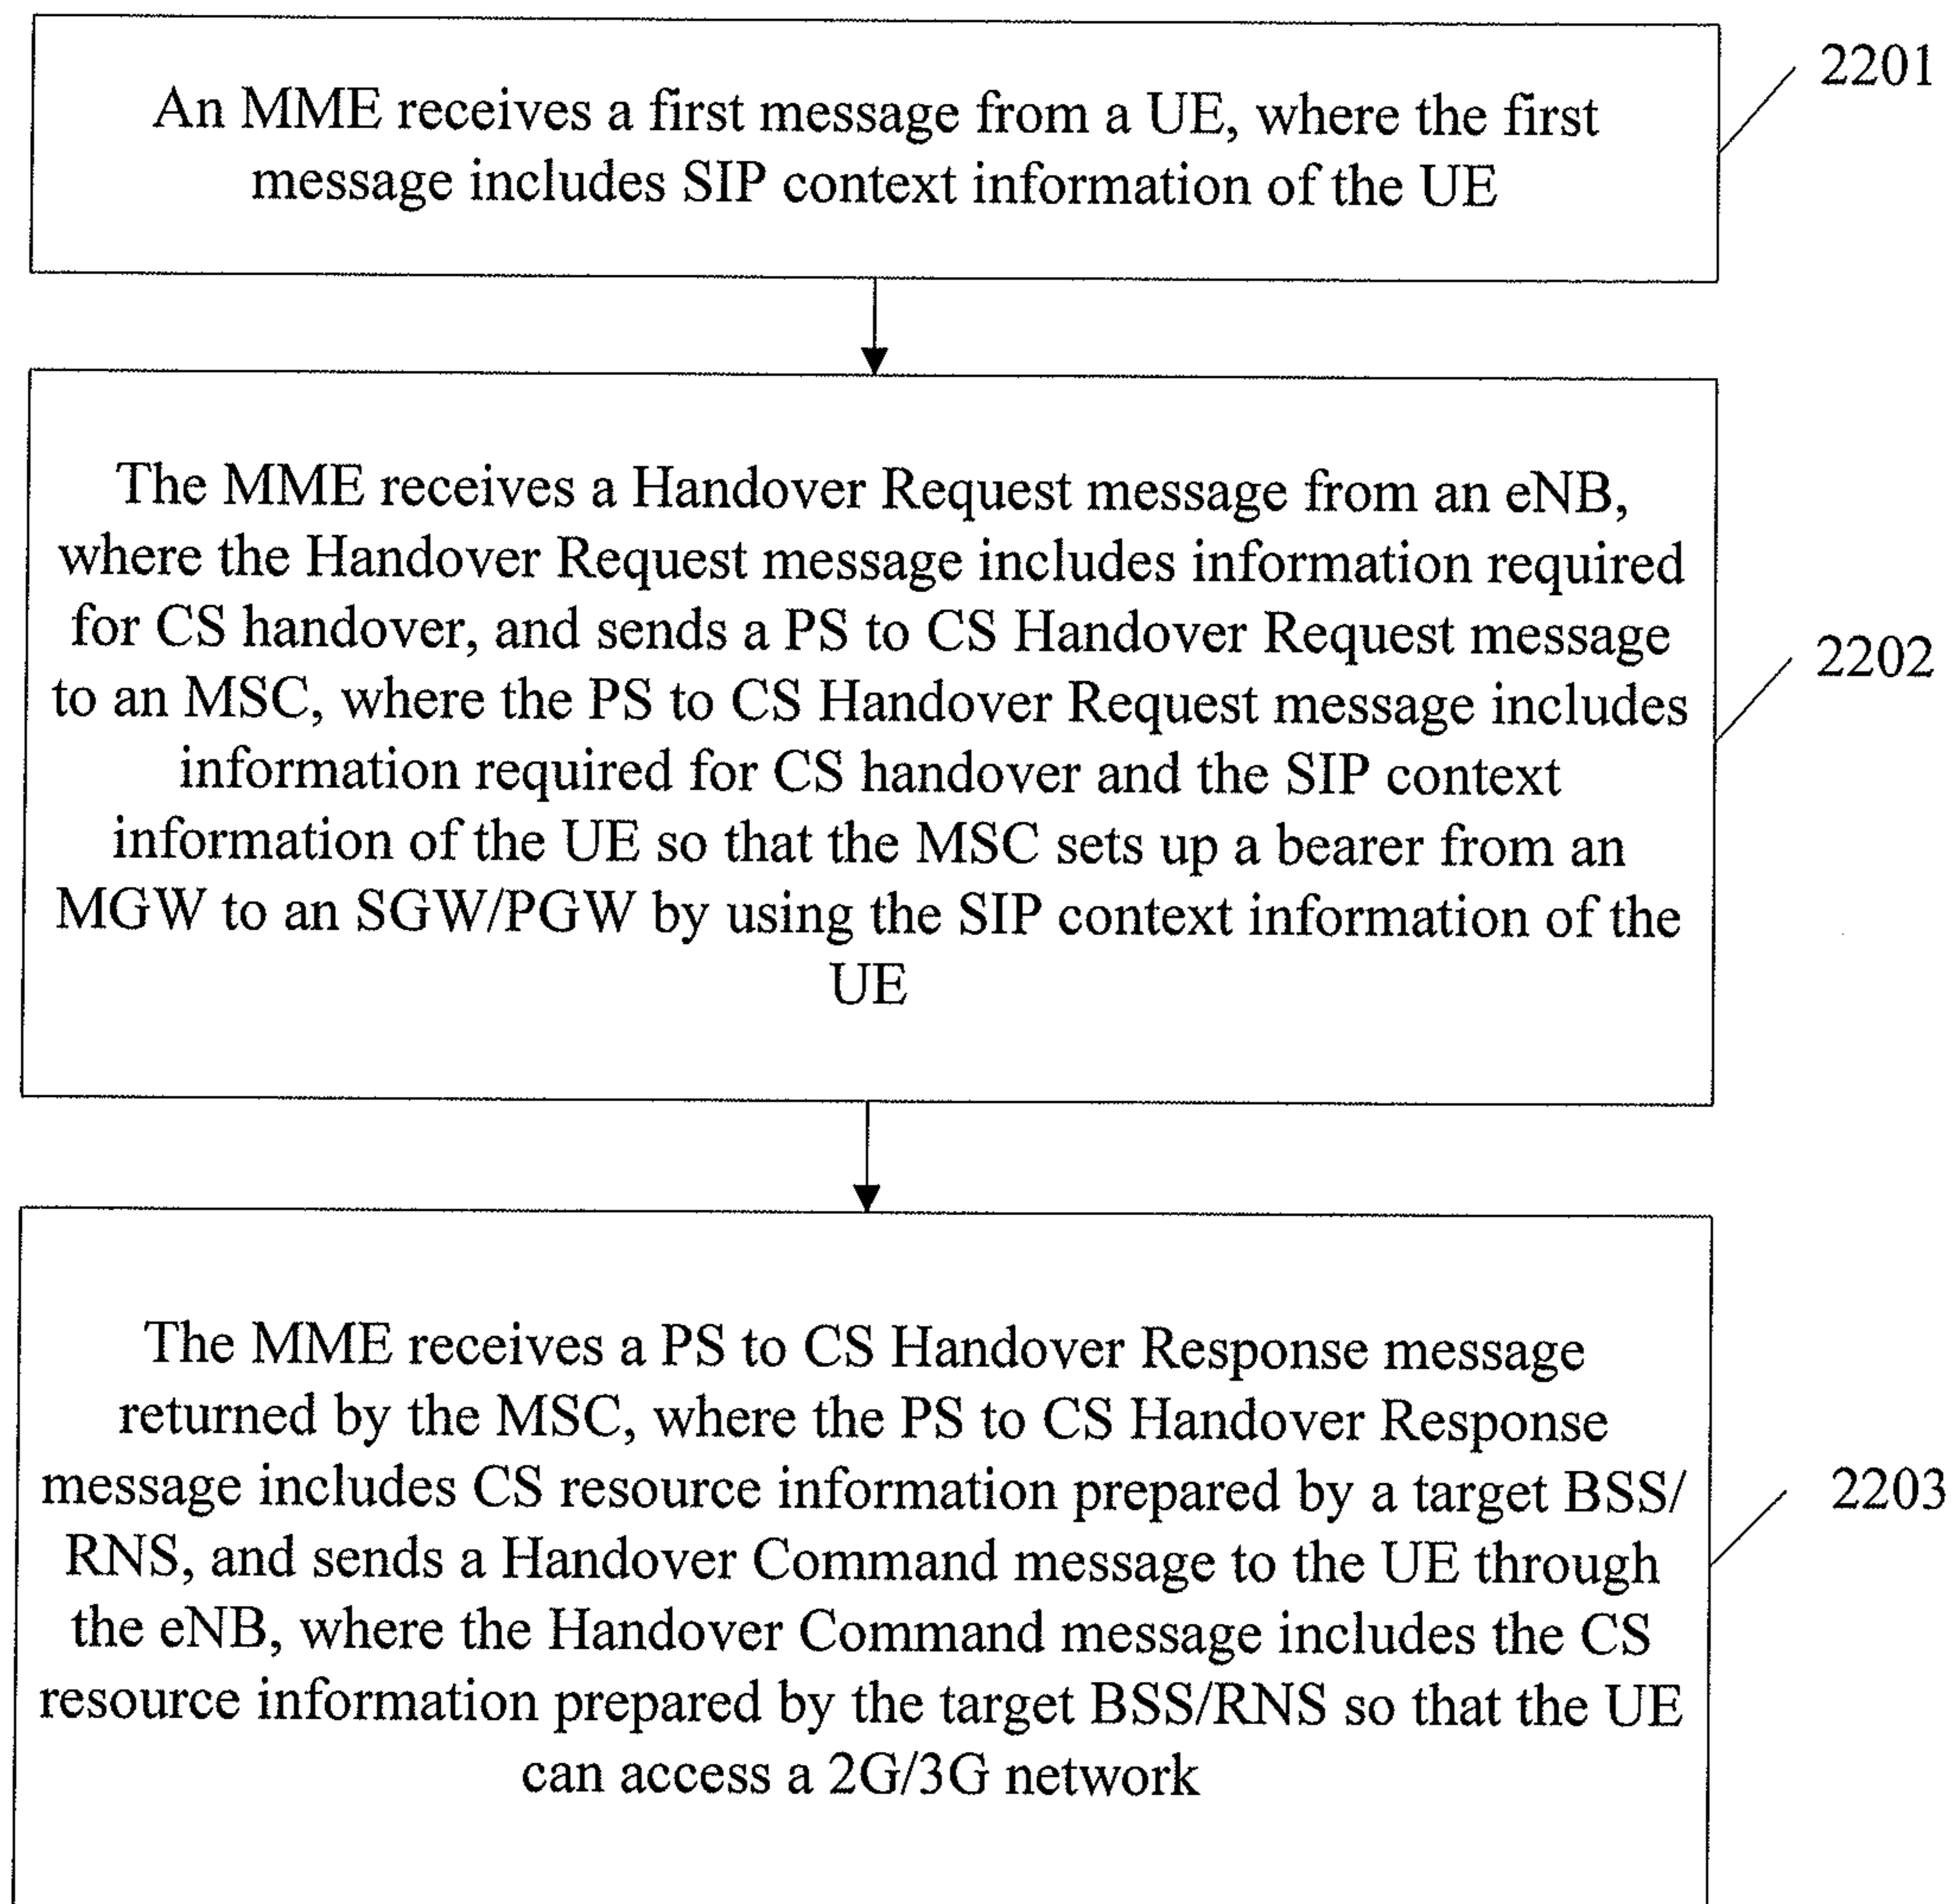 An MME receives a first message from a UE, where the first
message includes SIP context information of the UE
2201
The MME receives a Handover Request message from an eNB,
where the Handover Request message includes information required
for CS handover, and sends a PS to CS Handover Request message
to an MSC, where the PS to CS Handover Request message includes
information required for CS handover and the SIP context
information of the UE so that the MSC sets up a bearer from an
MGW to an SGW/PGW by using the SIP context information of the
UE
2202
The MME receives a PS to CS Handover Response message
returned by the MSC, where the PS to CS Handover Response
message includes CS resource information prepared by a target BSS/
RNS, and sends a Handover Command message to the UE through
the eNB, where the Handover Command message includes the CS
resource information prepared by the target BSS/RNS so that the UE
can access a 2G/3G network
2203